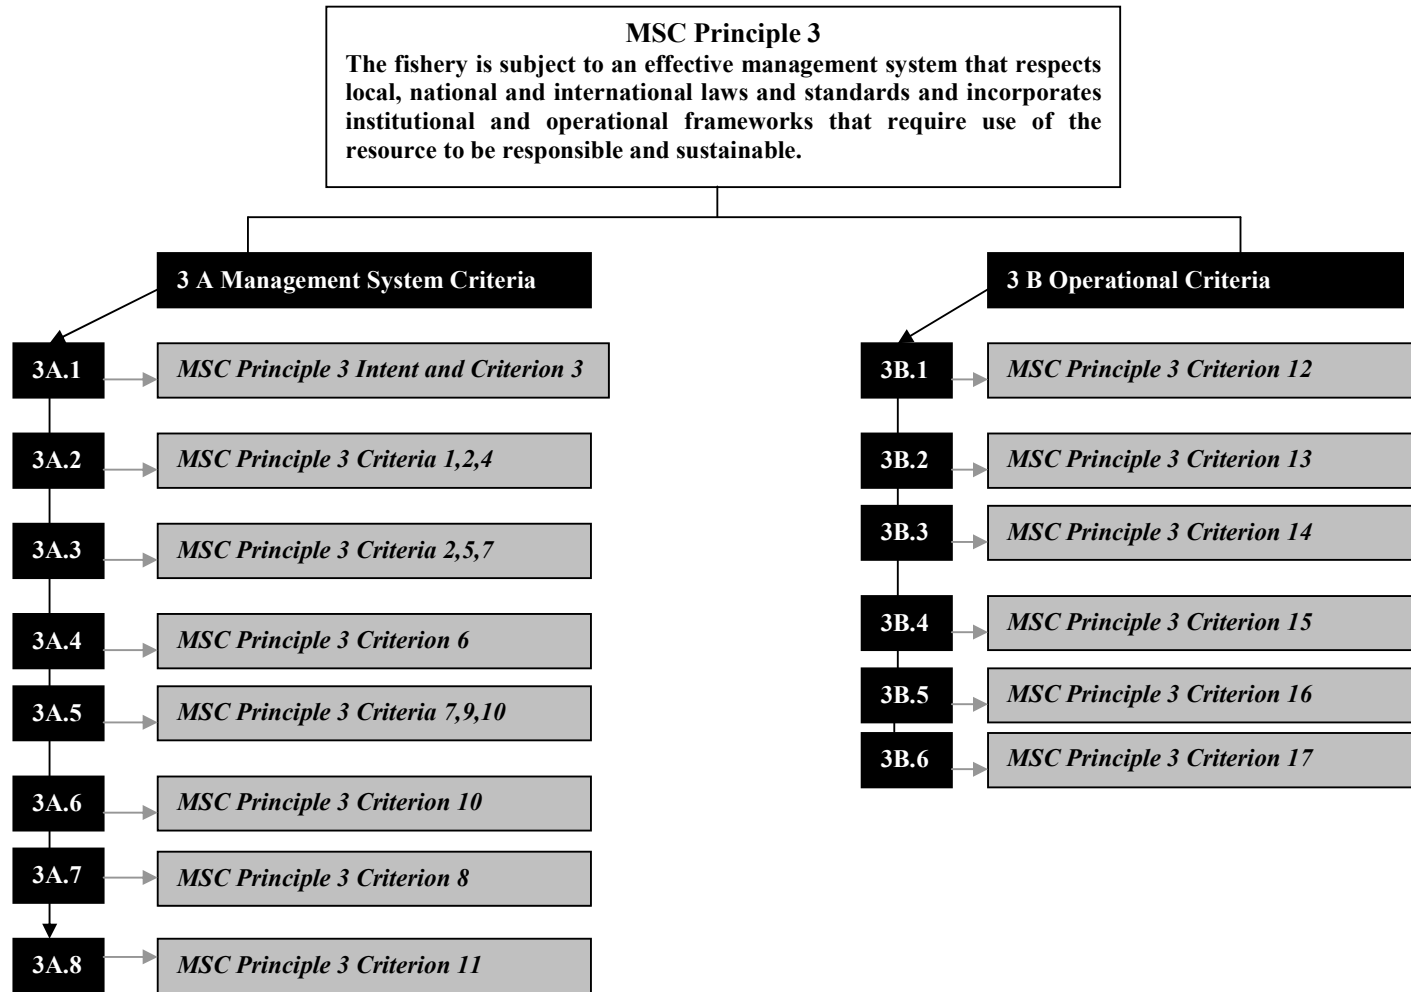 MSC Principle 3
The fishery is subject to an effective management system that respects
local, national and international laws and standards and incorporates
institutional and operational frameworks that require use of the
resource to be responsible and sustainable.
3 A Management System Criteria
3A.1
MSC Principle 3 Intent and Criterion 3
3A.2
MSC Principle 3 Criteria 1,2,4
3A.3
MSC Principle 3 Criteria 2,5,7
3A.4
MSC Principle 3 Criterion 6
3A.5
MSC Principle 3 Criteria 7,9,10
3A.6
MSC Principle 3 Criterion 10
3A.7
MSC Principle 3 Criterion 8
3A.8
MSC Principle 3 Criterion 11
3 B Operational Criteria
3B.1
MSC Principle 3 Criterion 12
3B.2
MSC Principle 3 Criterion 13
3B.3
MSC Principle 3 Criterion 14
3B.4
MSC Principle 3 Criterion 15
3B.5
MSC Principle 3 Criterion 16
3B.6
MSC Principle 3 Criterion 17